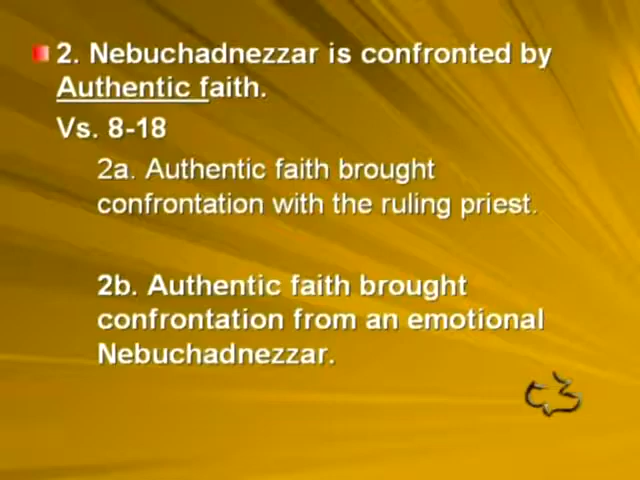 2. Nebuchadnezzar is confronted by
Authentic faith.
Vs. 8-18
2a. Authentic faith brought
confrontation with the ruling priest.
2b. Authentic faith brought
confrontation from an emotional
Nebuchadnezzar.